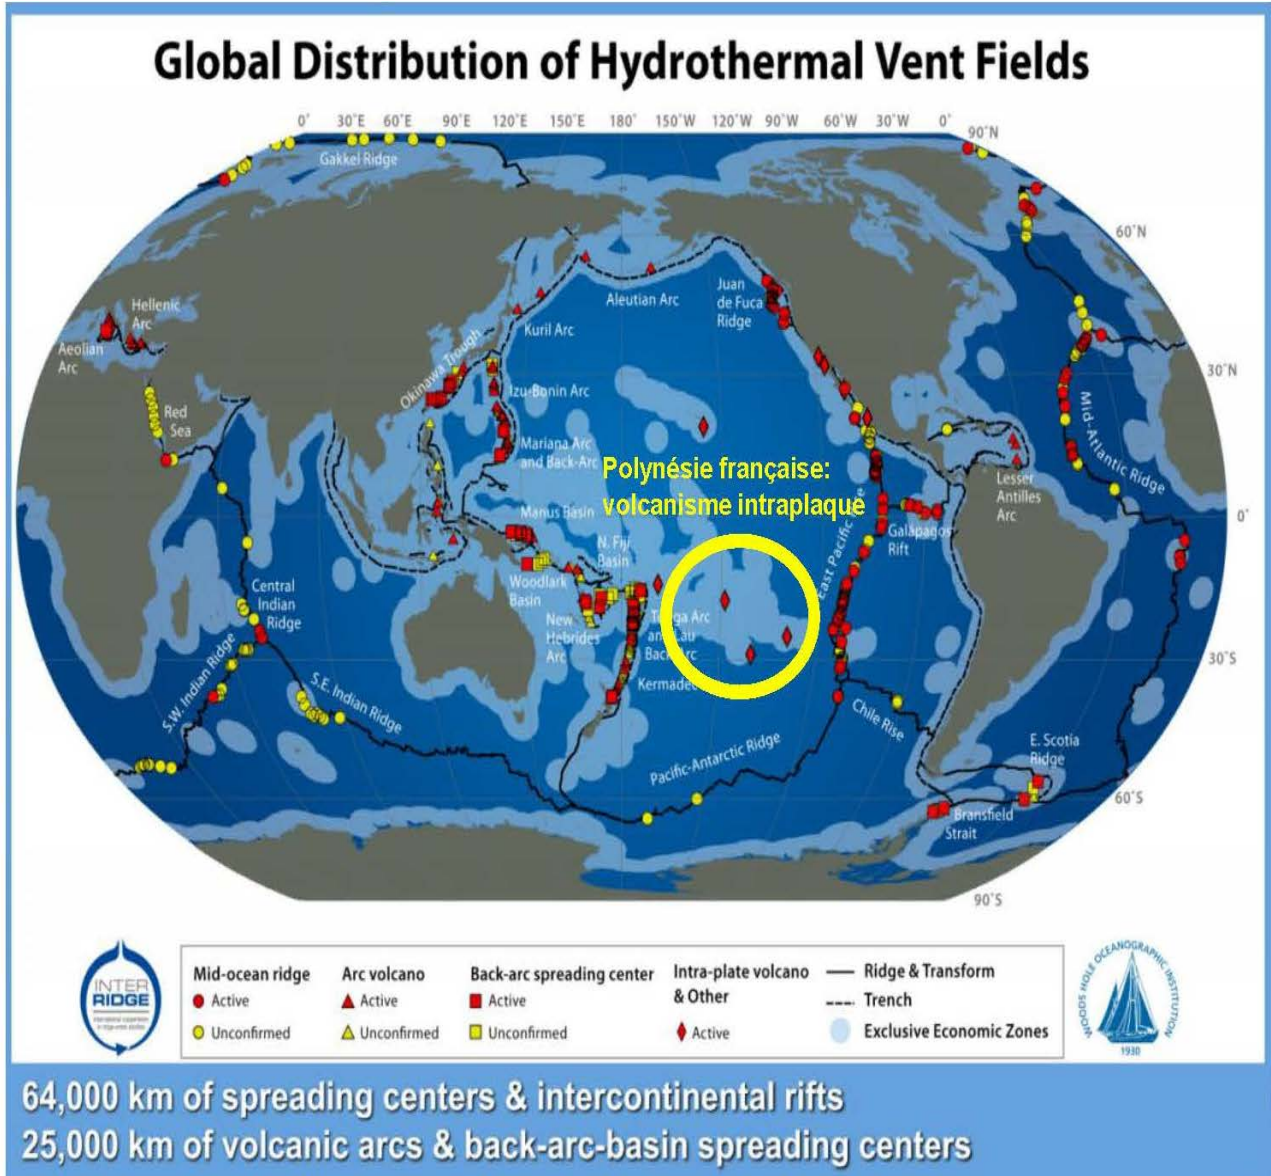 Global Distribution of Hydrothermal Vent Fields
0° 30°E 60°E 90°E 120°E 150°E 180° 150°W 120°W 90°W 60°W 30°W 0°
90°N
Gakkel Ridge
60°N
Hellenic
Arc
Aeolian
Arc
Aleutian Arc
Juan
de Fuca
Ridge
Kuril Arc
Okinawa Trough
30°N
Izu-Bonin Arc
Red
Sea
Mid-Atlantic Ridge
Mariana Arc
and Back-Arc
Polynésie française:
volcanisme intraplaque
Lesser
Antilles
Arc
Manus Basin
0°
Galápagos
Rift
East Pacific
N. Fiji
Basin
Woodlark
Basin
Central
Indian
Ridge
New
Hebrides
Arc
Tonga Arc
and Lau
Back-Arc
30°S
S.W. Indian Ridge
S.E. Indian Ridge
Kermadec
Chile Rise
Pacific-Antarctic Ridge
E. Scotia
Ridge
60°S
Bransfield
Strait
90°S
INTER
RIDGE
Mid-ocean ridge
Active
Unconfirmed
Arc volcano
Active
Unconfirmed
Back-arc spreading center
Active
Unconfirmed
Intra-plate volcano
& Other
Active
Ridge & Transform
Trench
Exclusive Economic Zones
WOODS HOLE OCEANOGRAPHIC INSTITUTION
1930
64,000 km of spreading centers & intercontinental rifts
25,000 km of volcanic arcs & back-arc-basin spreading centers